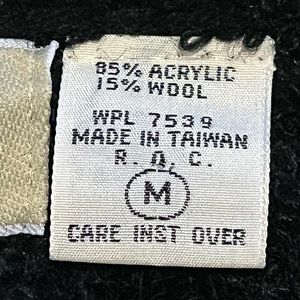 85% ACRYLIC
15% WOOL
WPL 7539
MADE IN TAIWAN
R. O. C.
M
CARE INST OVER